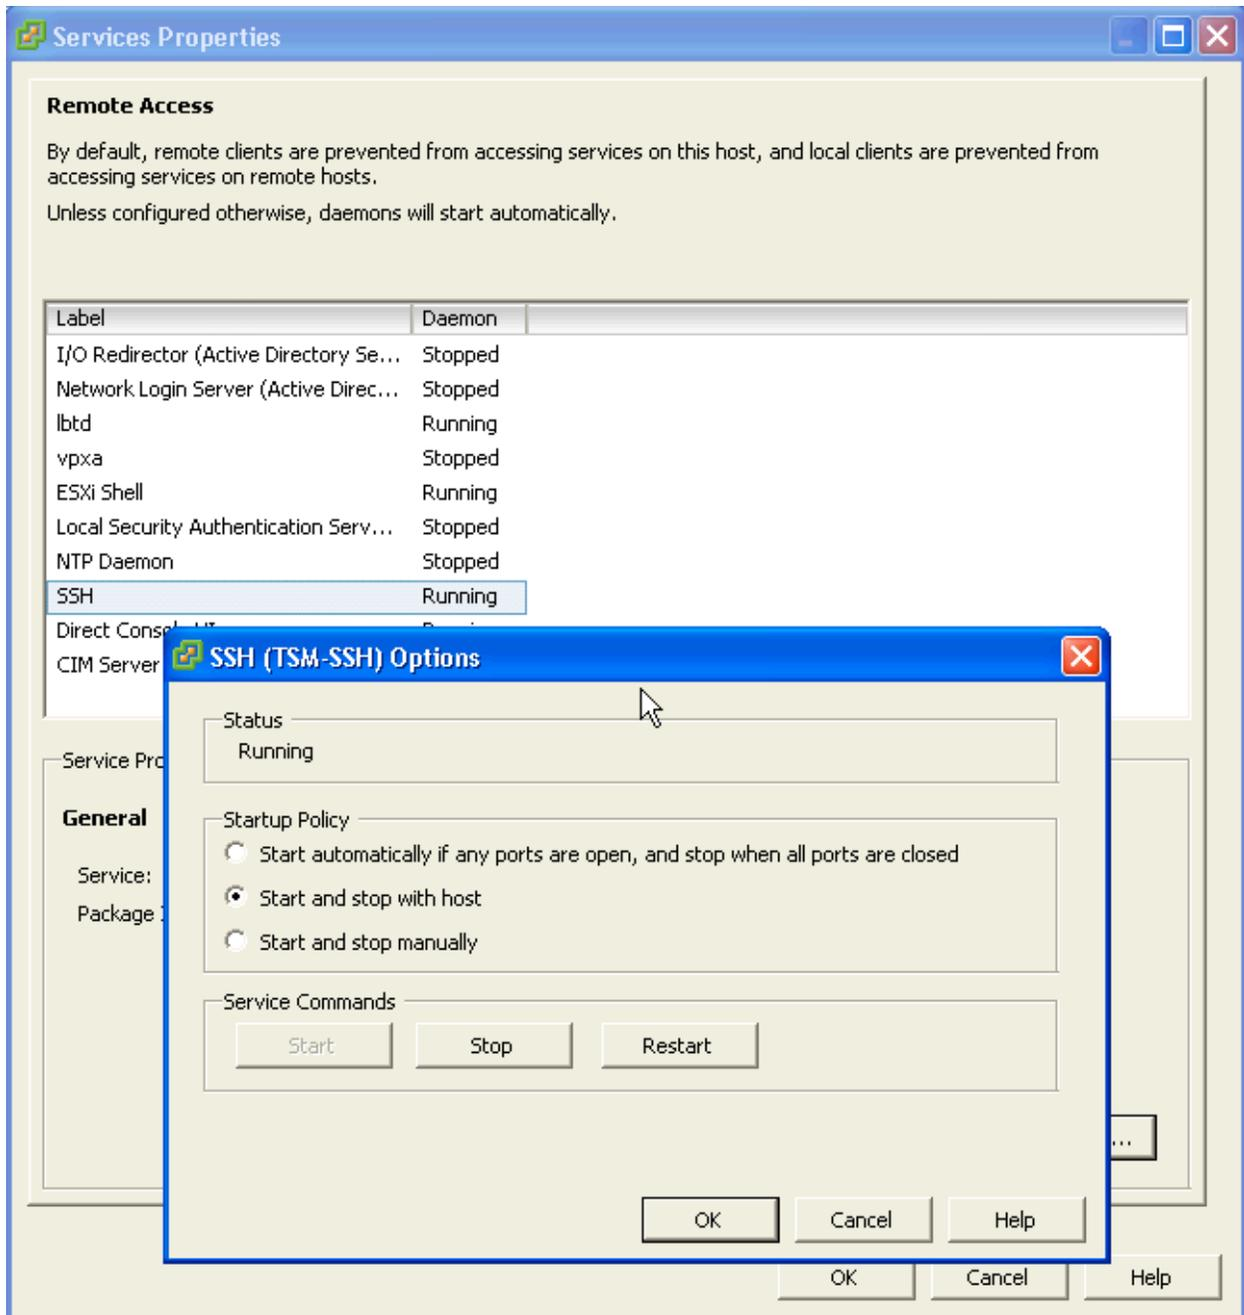 Services Properties
Remote Access
By default, remote clients are prevented from accessing services on this host, and local clients are prevented from
accessing services on remote hosts.
Unless configured otherwise, daemons will start automatically.
Label Daemon
I/O Redirector (Active Directory Se... Stopped
Network Login Server (Active Direc... Stopped
lbtd Running
vpxa Stopped
ESXi Shell Running
Local Security Authentication Serv... Stopped
NTP Daemon Stopped
SSH Running
Direct
CIM Server
SSH (TSM-SSH) Options
Status
Running
Service
General
Startup Policy
Start automatically if any ports are open, and stop when all ports are closed
Service:
Start and stop with host
Package
Start and stop manually
Service Commands
Start Stop Restart
...
OK Cancel Help
OK Cancel Help